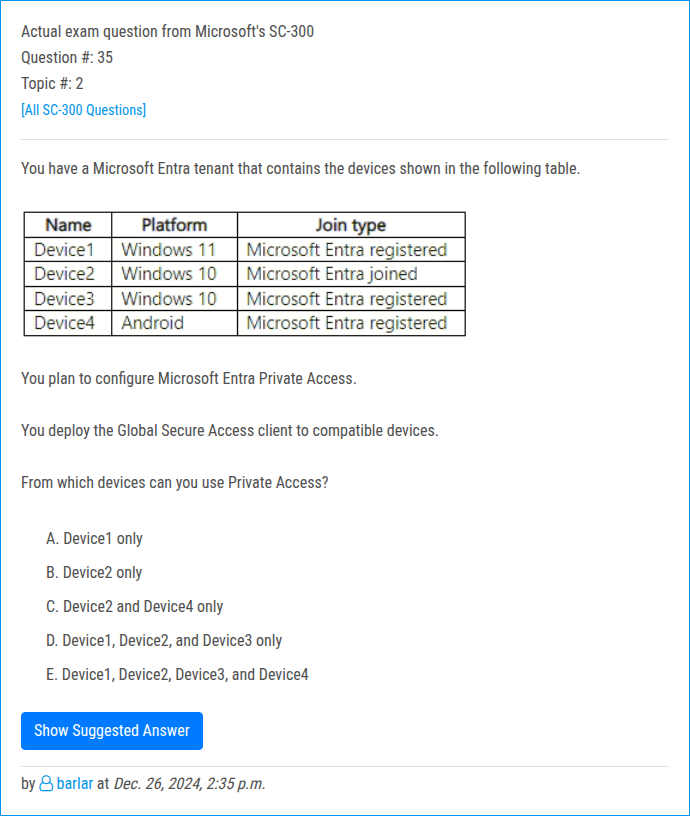 Actual exam question from Microsoft's SC-300
Question #: 35
Topic #: 2
[All SC-300 Questions]
You have a Microsoft Entra tenant that contains the devices shown in the following table.
Name Platform Join type
Device1 Windows 11 Microsoft Entra registered
Device2 Windows 10 Microsoft Entra joined
Device3 Windows 10 Microsoft Entra registered
Device4 Android Microsoft Entra registered
You plan to configure Microsoft Entra Private Access.
You deploy the Global Secure Access client to compatible devices.
From which devices can you use Private Access?
A. Device1 only
B. Device2 only
C. Device2 and Device4 only
D. Device1, Device2, and Device3 only
E. Device1, Device2, Device3, and Device4
Show Suggested Answer
by barlar at Dec. 26, 2024, 2:35 p.m.